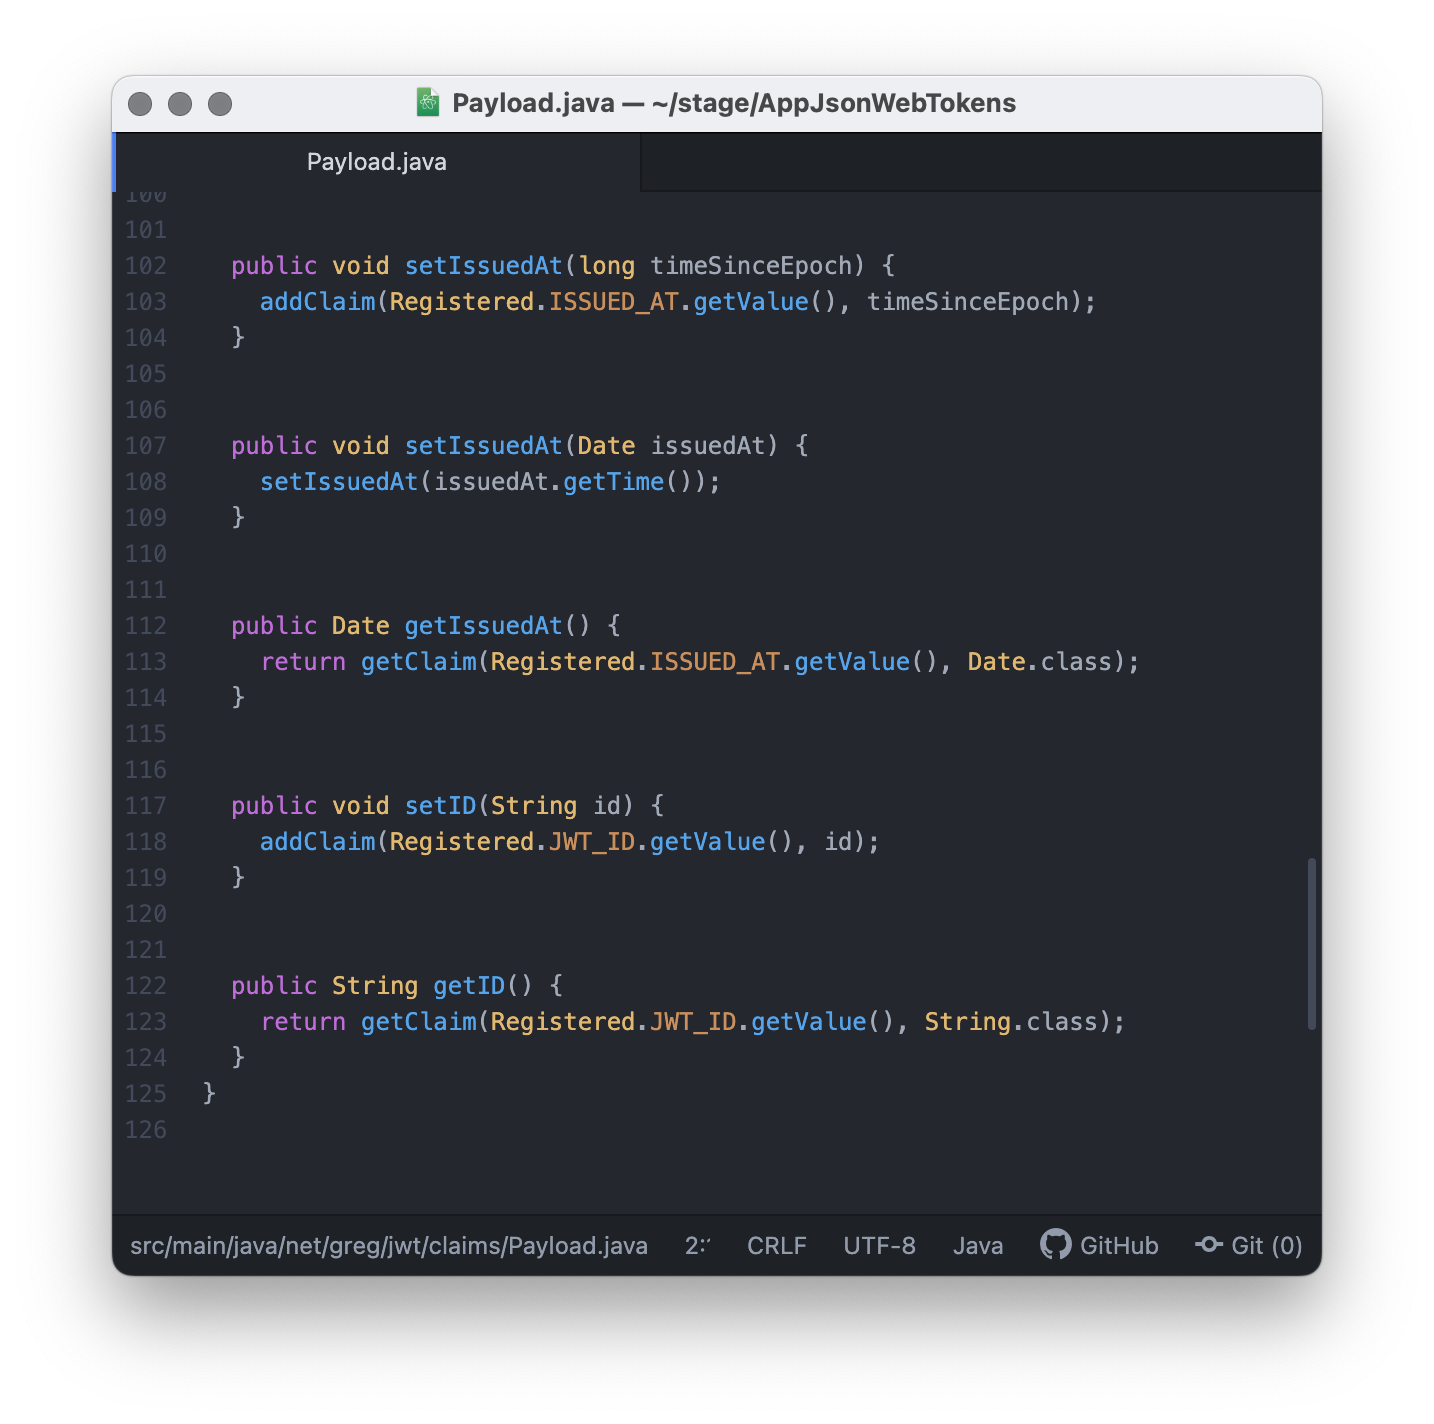 Payload.java — ~/stage/AppJsonWebTokens
Payload.java
100
101
102 public void setIssuedAt(long timeSinceEpoch) {
103 addClaim(Registered.ISSUED_AT.getValue(), timeSinceEpoch);
104 }
105
106
107 public void setIssuedAt(Date issuedAt) {
108 setIssuedAt(issuedAt.getTime());
109 }
110
111
112 public Date getIssuedAt() {
113 return getClaim(Registered.ISSUED_AT.getValue(), Date.class);
114 }
115
116
117 public void setID(String id) {
118 addClaim(Registered.JWT_ID.getValue(), id);
119 }
120
121
122 public String getID() {
123 return getClaim(Registered.JWT_ID.getValue(), String.class);
124 }
125 }
126
src/main/java/net/greg/jwt/claims/Payload.java 2: CRLF UTF-8 Java GitHub Git (0)